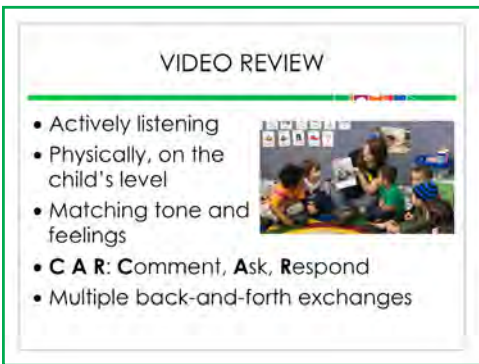 VIDEO REVIEW
• Actively listening
• Physically, on the
child's level
• Matching tone and
feelings
• C A R: Comment, Ask, Respond
• Multiple back-and-forth exchanges